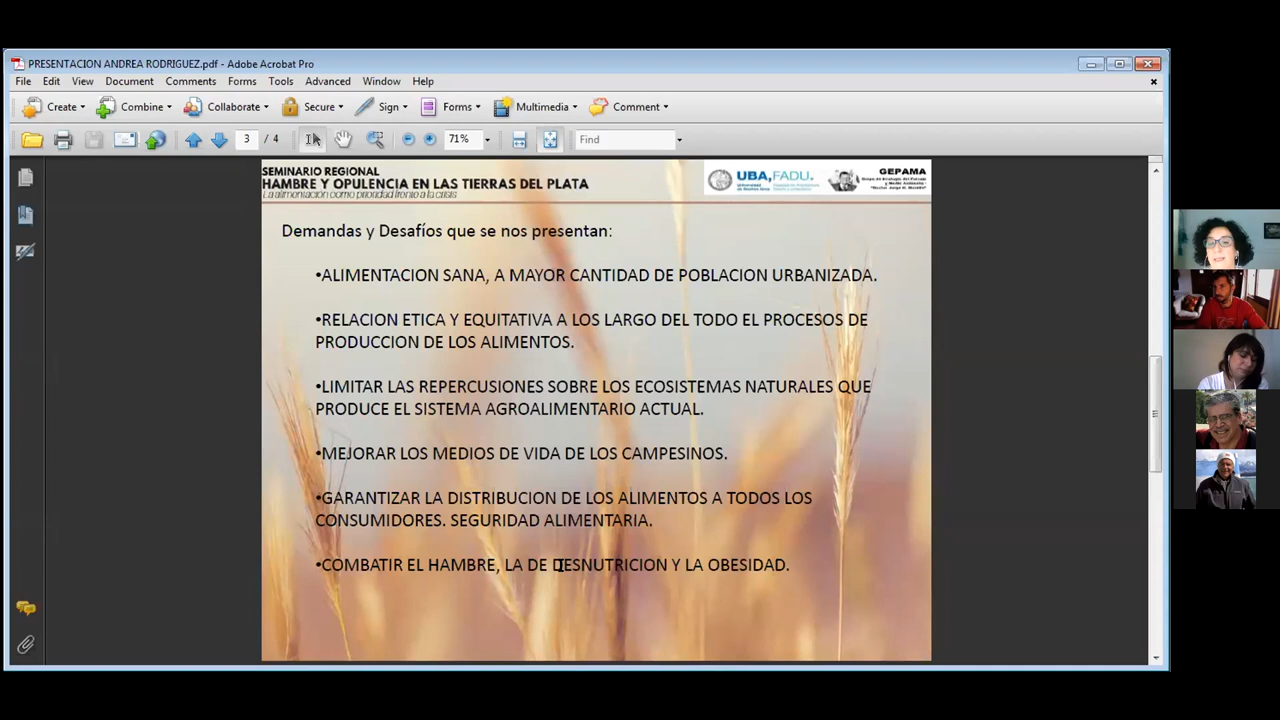 PRESENTACION ANDREA RODRIGUEZ.pdf - Adobe Acrobat Pro
File Edit View Document Comments Forms Tools Advanced Window Help
Create Combine Collaborate Secure Sign Forms Multimedia Comment
3 / 4 71% Find
SEMINARIO REGIONAL
HAMBRE Y OPULENCIA EN LAS TIERRAS DEL PLATA
La alimentación como prioridad frente a la crisis
UBA, FADU.
GEPAMA
Demandas y Desafíos que se nos presentan:
•ALIMENTACION SANA, A MAYOR CANTIDAD DE POBLACION URBANIZADA.
•RELACION ETICA Y EQUITATIVA A LOS LARGO DEL TODO EL PROCESOS DE
PRODUCCION DE LOS ALIMENTOS.
•LIMITAR LAS REPERCUSIONES SOBRE LOS ECOSISTEMAS NATURALES QUE
PRODUCE EL SISTEMA AGROALIMENTARIO ACTUAL.
•MEJORAR LOS MEDIOS DE VIDA DE LOS CAMPESINOS.
•GARANTIZAR LA DISTRIBUCION DE LOS ALIMENTOS A TODOS LOS
CONSUMIDORES. SEGURIDAD ALIMENTARIA.
•COMBATIR EL HAMBRE, LA DE DESNUTRICION Y LA OBESIDAD.